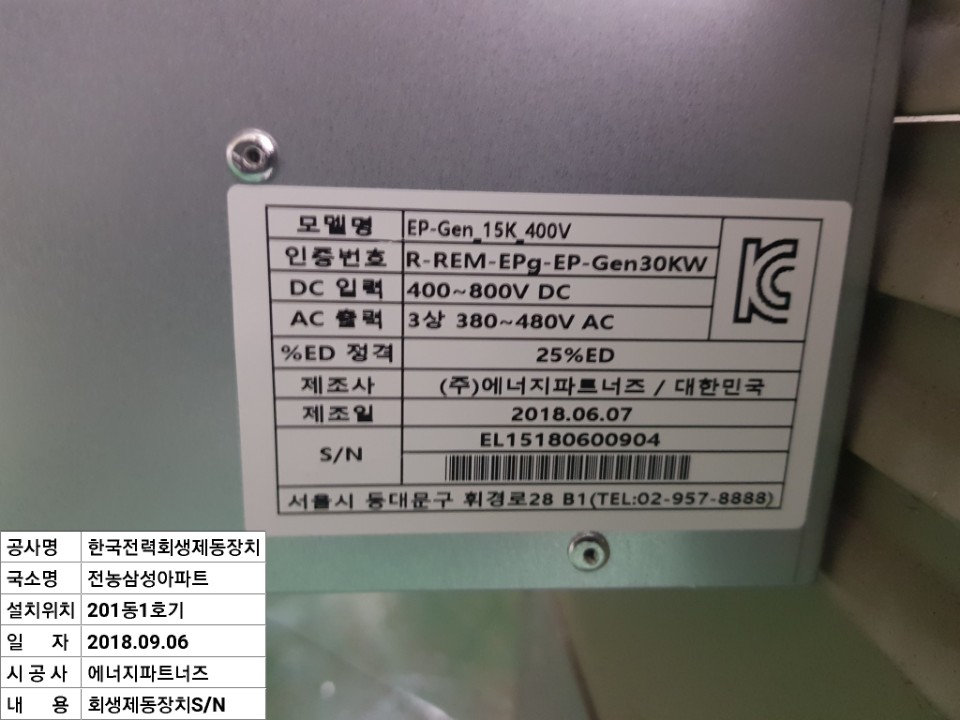 모델명 EP-Gen_15K_400V
인증번호 R-REM-EPg-EP-Gen30KW
DC 입력 400~800V DC
AC 출력 3상 380~480V AC
%ED 정격 25%ED
제조사 (주)에너지파트너즈 / 대한민국
제조일 2018.06.07
S/N EL15180600904
서울시 동대문구 휘경로28 B1(TEL:02-957-8888)
공사명 한국전력회생제동장치
국소명 전농삼성아파트
설치위치 201동1호기
일 자 2018.09.06
시 공 사 에너지파트너즈
내 용 회생제동장치S/N